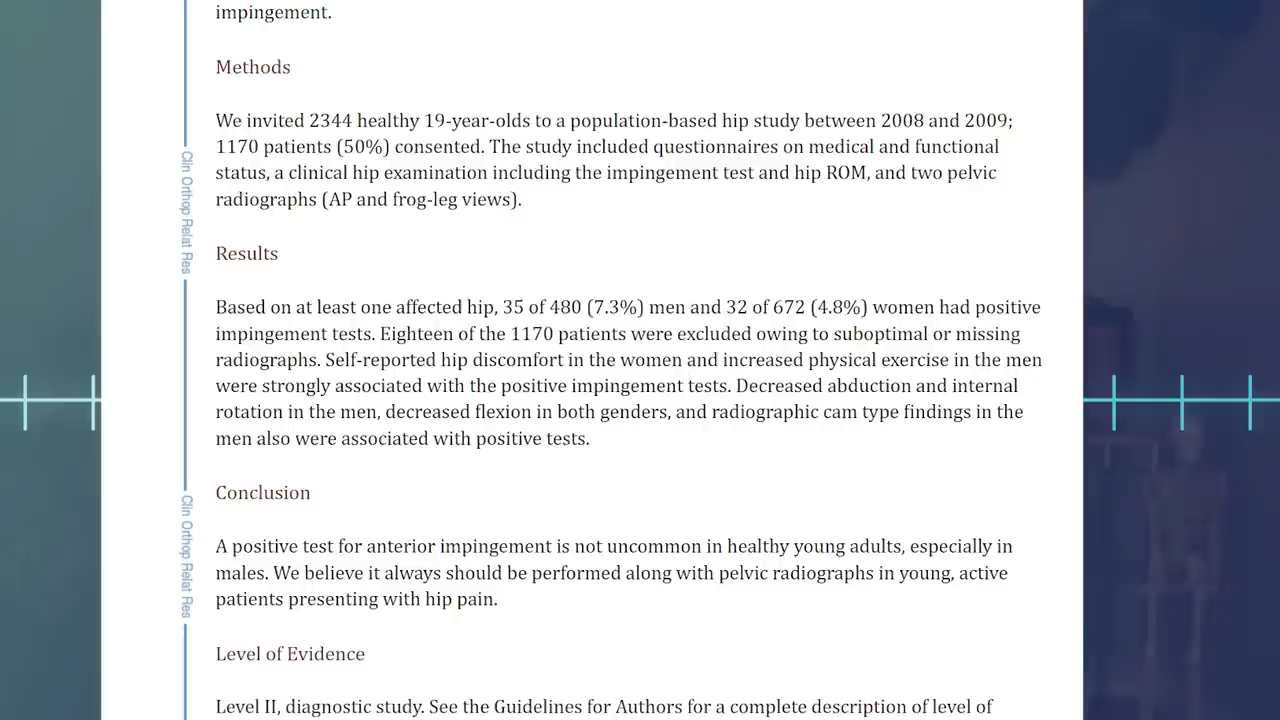 impingement.
Methods
We invited 2344 healthy 19-year-olds to a population-based hip study between 2008 and 2009;
1170 patients (50%) consented. The study included questionnaires on medical and functional
status, a clinical hip examination including the impingement test and hip ROM, and two pelvic
radiographs (AP and frog-leg views).
Results
Based on at least one affected hip, 35 of 480 (7.3%) men and 32 of 672 (4.8%) women had positive
impingement tests. Eighteen of the 1170 patients were excluded owing to suboptimal or missing
radiographs. Self-reported hip discomfort in the women and increased physical exercise in the men
were strongly associated with the positive impingement tests. Decreased abduction and internal
rotation in the men, decreased flexion in both genders, and radiographic cam type findings in the
men also were associated with positive tests.
Conclusion
A positive test for anterior impingement is not uncommon in healthy young adults, especially in
males. We believe it always should be performed along with pelvic radiographs in young, active
patients presenting with hip pain.
Level of Evidence
Level II, diagnostic study. See the Guidelines for Authors for a complete description of level of
Clin Orthop Relat Res
Clin Orthop Relat Res